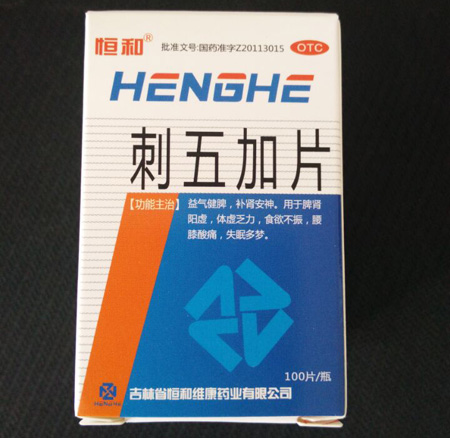 恒和®
批准文号:国药准字Z20113015
OTC
HENGHE
刺五加片
【功能主治】
益气健脾，补肾安神。用于脾肾
阳虚，体虚乏力，食欲不振，腰
膝酸痛，失眠多梦。
100片/瓶
吉林省恒和维康药业有限公司